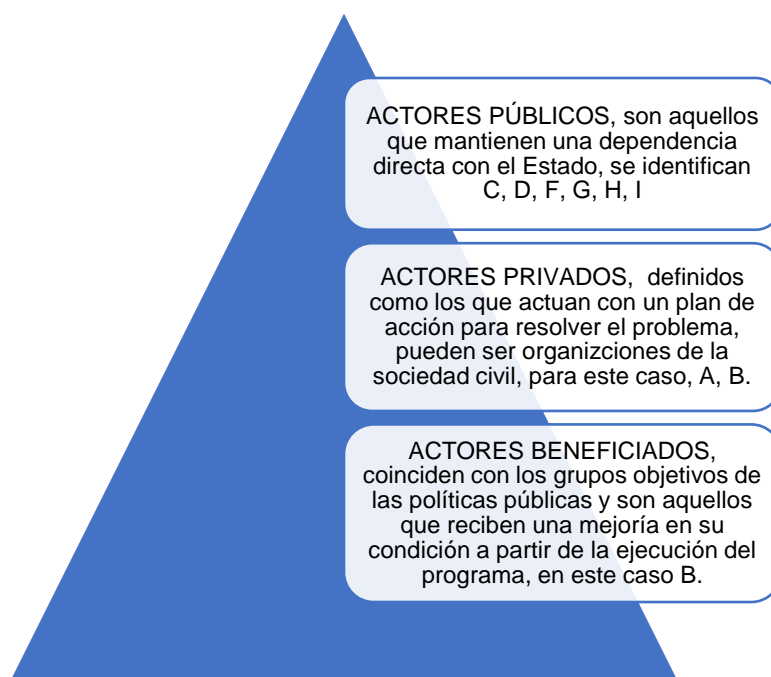 ACTORES PÚBLICOS, son aquellos
que mantienen una dependencia
directa con el Estado, se identifican
C, D, F, G, H, I
ACTORES PRIVADOS, definidos
como los que actuan con un plan de
acción para resolver el problema,
pueden ser organizciones de la
sociedad civil, para este caso, A, B.
ACTORES BENEFICIADOS,
coinciden con los grupos objetivos de
las políticas públicas y son aquellos
que reciben una mejoría en su
condición a partir de la ejecución del
programa, en este caso B.